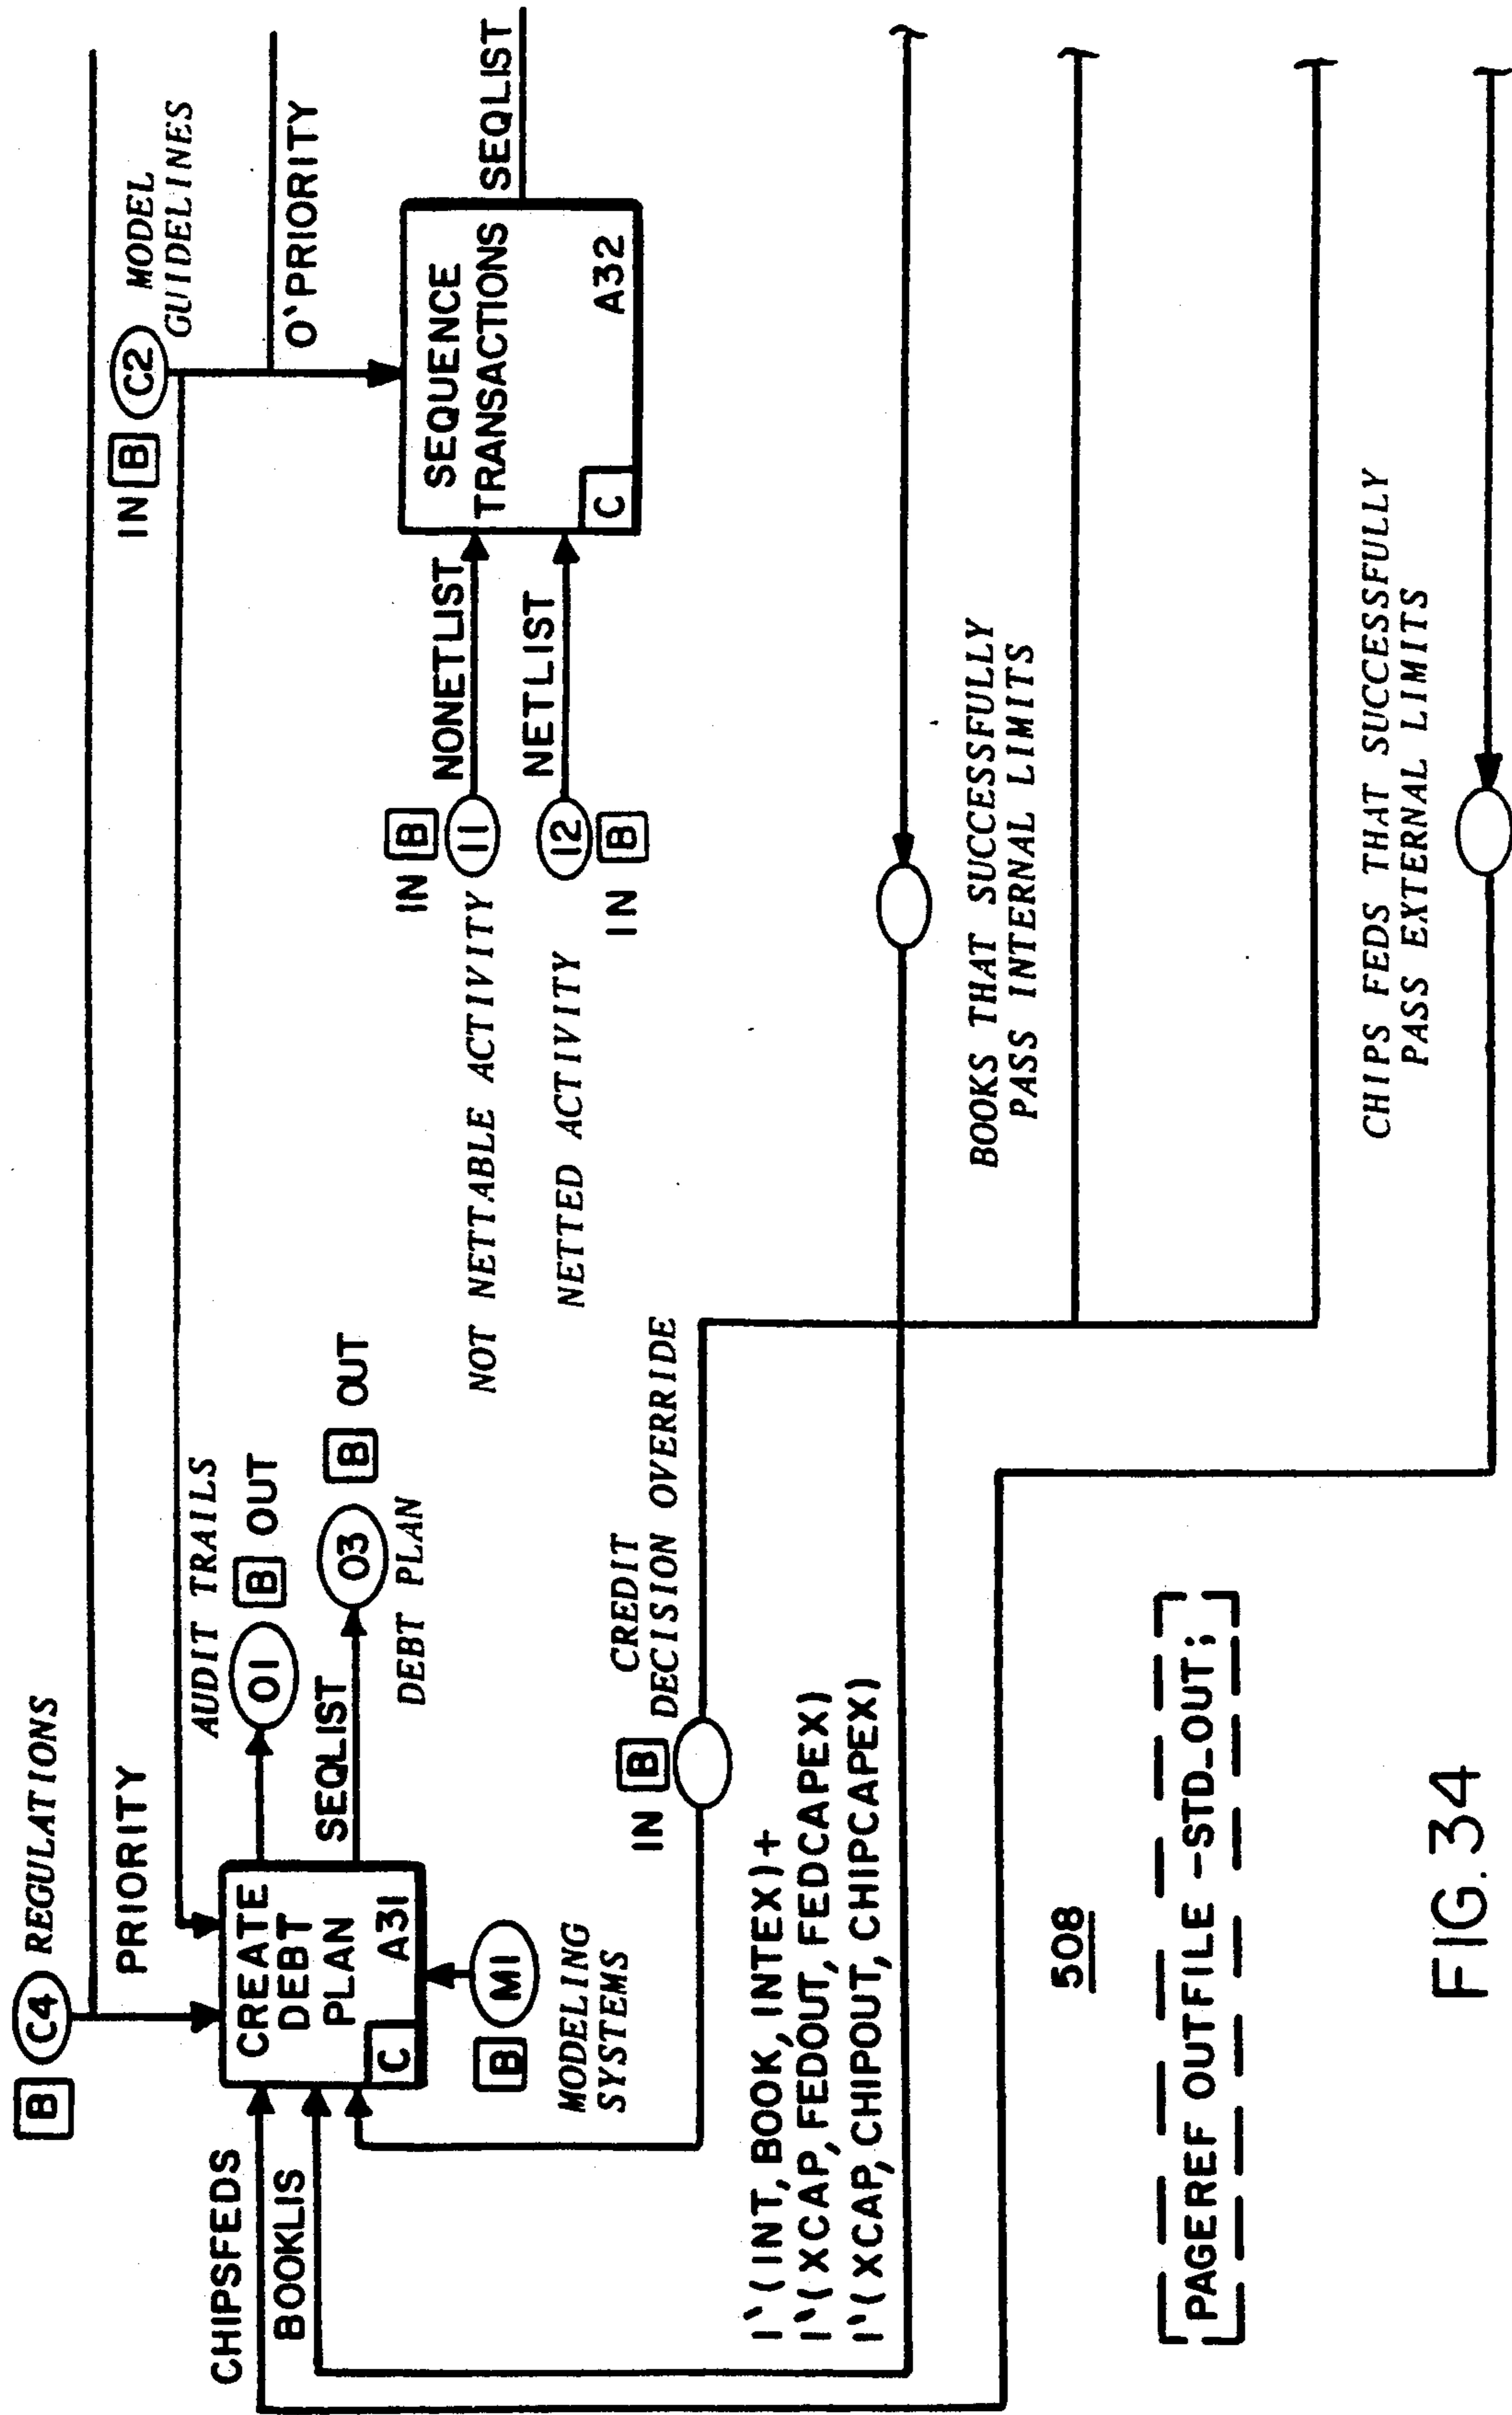 B C4 REGULATIONS
PRIORITY
IN B C2 MODEL
GUIDELINES
O`PRIORITY
CHIPSFEDS
BOOKLIS
CREATE
DEBT
PLAN
A31
C
AUDIT TRAILS
O1 B OUT
SEQLIST
O3 B OUT
DEBT PLAN
B M1
MODELING
SYSTEMS
IN B
I1
NONETLIST
NOT NETTABLE ACTIVITY
NETLIST
I2
IN B
NETTED ACTIVITY
SEQUENCE
TRANSACTIONS
A32
C
SEQLIST
CREDIT
DECISION OVERRIDE
IN B
1`(INT, BOOK, INTEX)+
1`(XCAP, FEDOUT, FEDCAPEX)
1`(XCAP, CHIPOUT, CHIPCAPEX)
BOOKS THAT SUCCESSFULLY
PASS INTERNAL LIMITS
CHIPS FEDS THAT SUCCESSFULLY
PASS EXTERNAL LIMITS
508
PAGEREF OUTFILE -STD_OUT;
FIG. 34